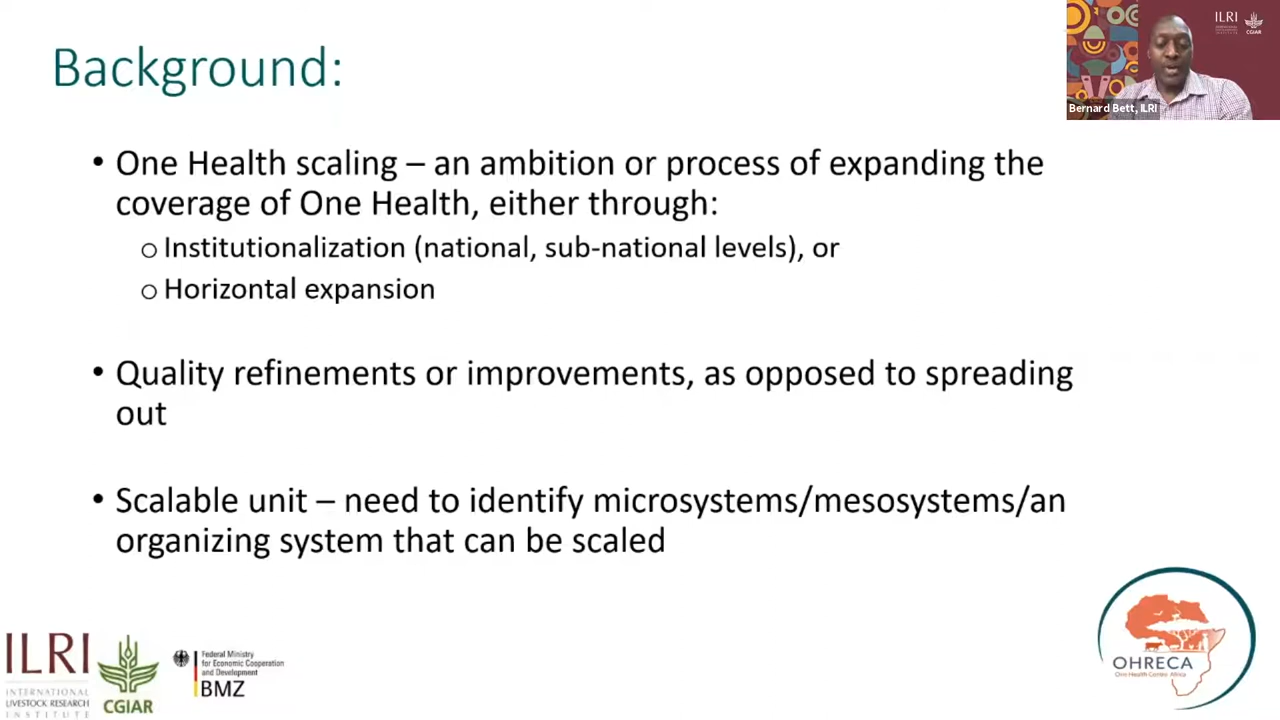 Background:
ILRI
CGIAR
Bernard Bett, ILRI
• One Health scaling – an ambition or process of expanding the
coverage of One Health, either through:
o Institutionalization (national, sub-national levels), or
o Horizontal expansion
• Quality refinements or improvements, as opposed to spreading
out
• Scalable unit – need to identify microsystems/mesosystems/an
organizing system that can be scaled
ILRI
INTERNATIONAL
LIVESTOCK RESEARCH
INSTITUTE
CGIAR
Federal Ministry
for Economic Cooperation
and Development
BMZ
OHRECA
One Health Centre Africa